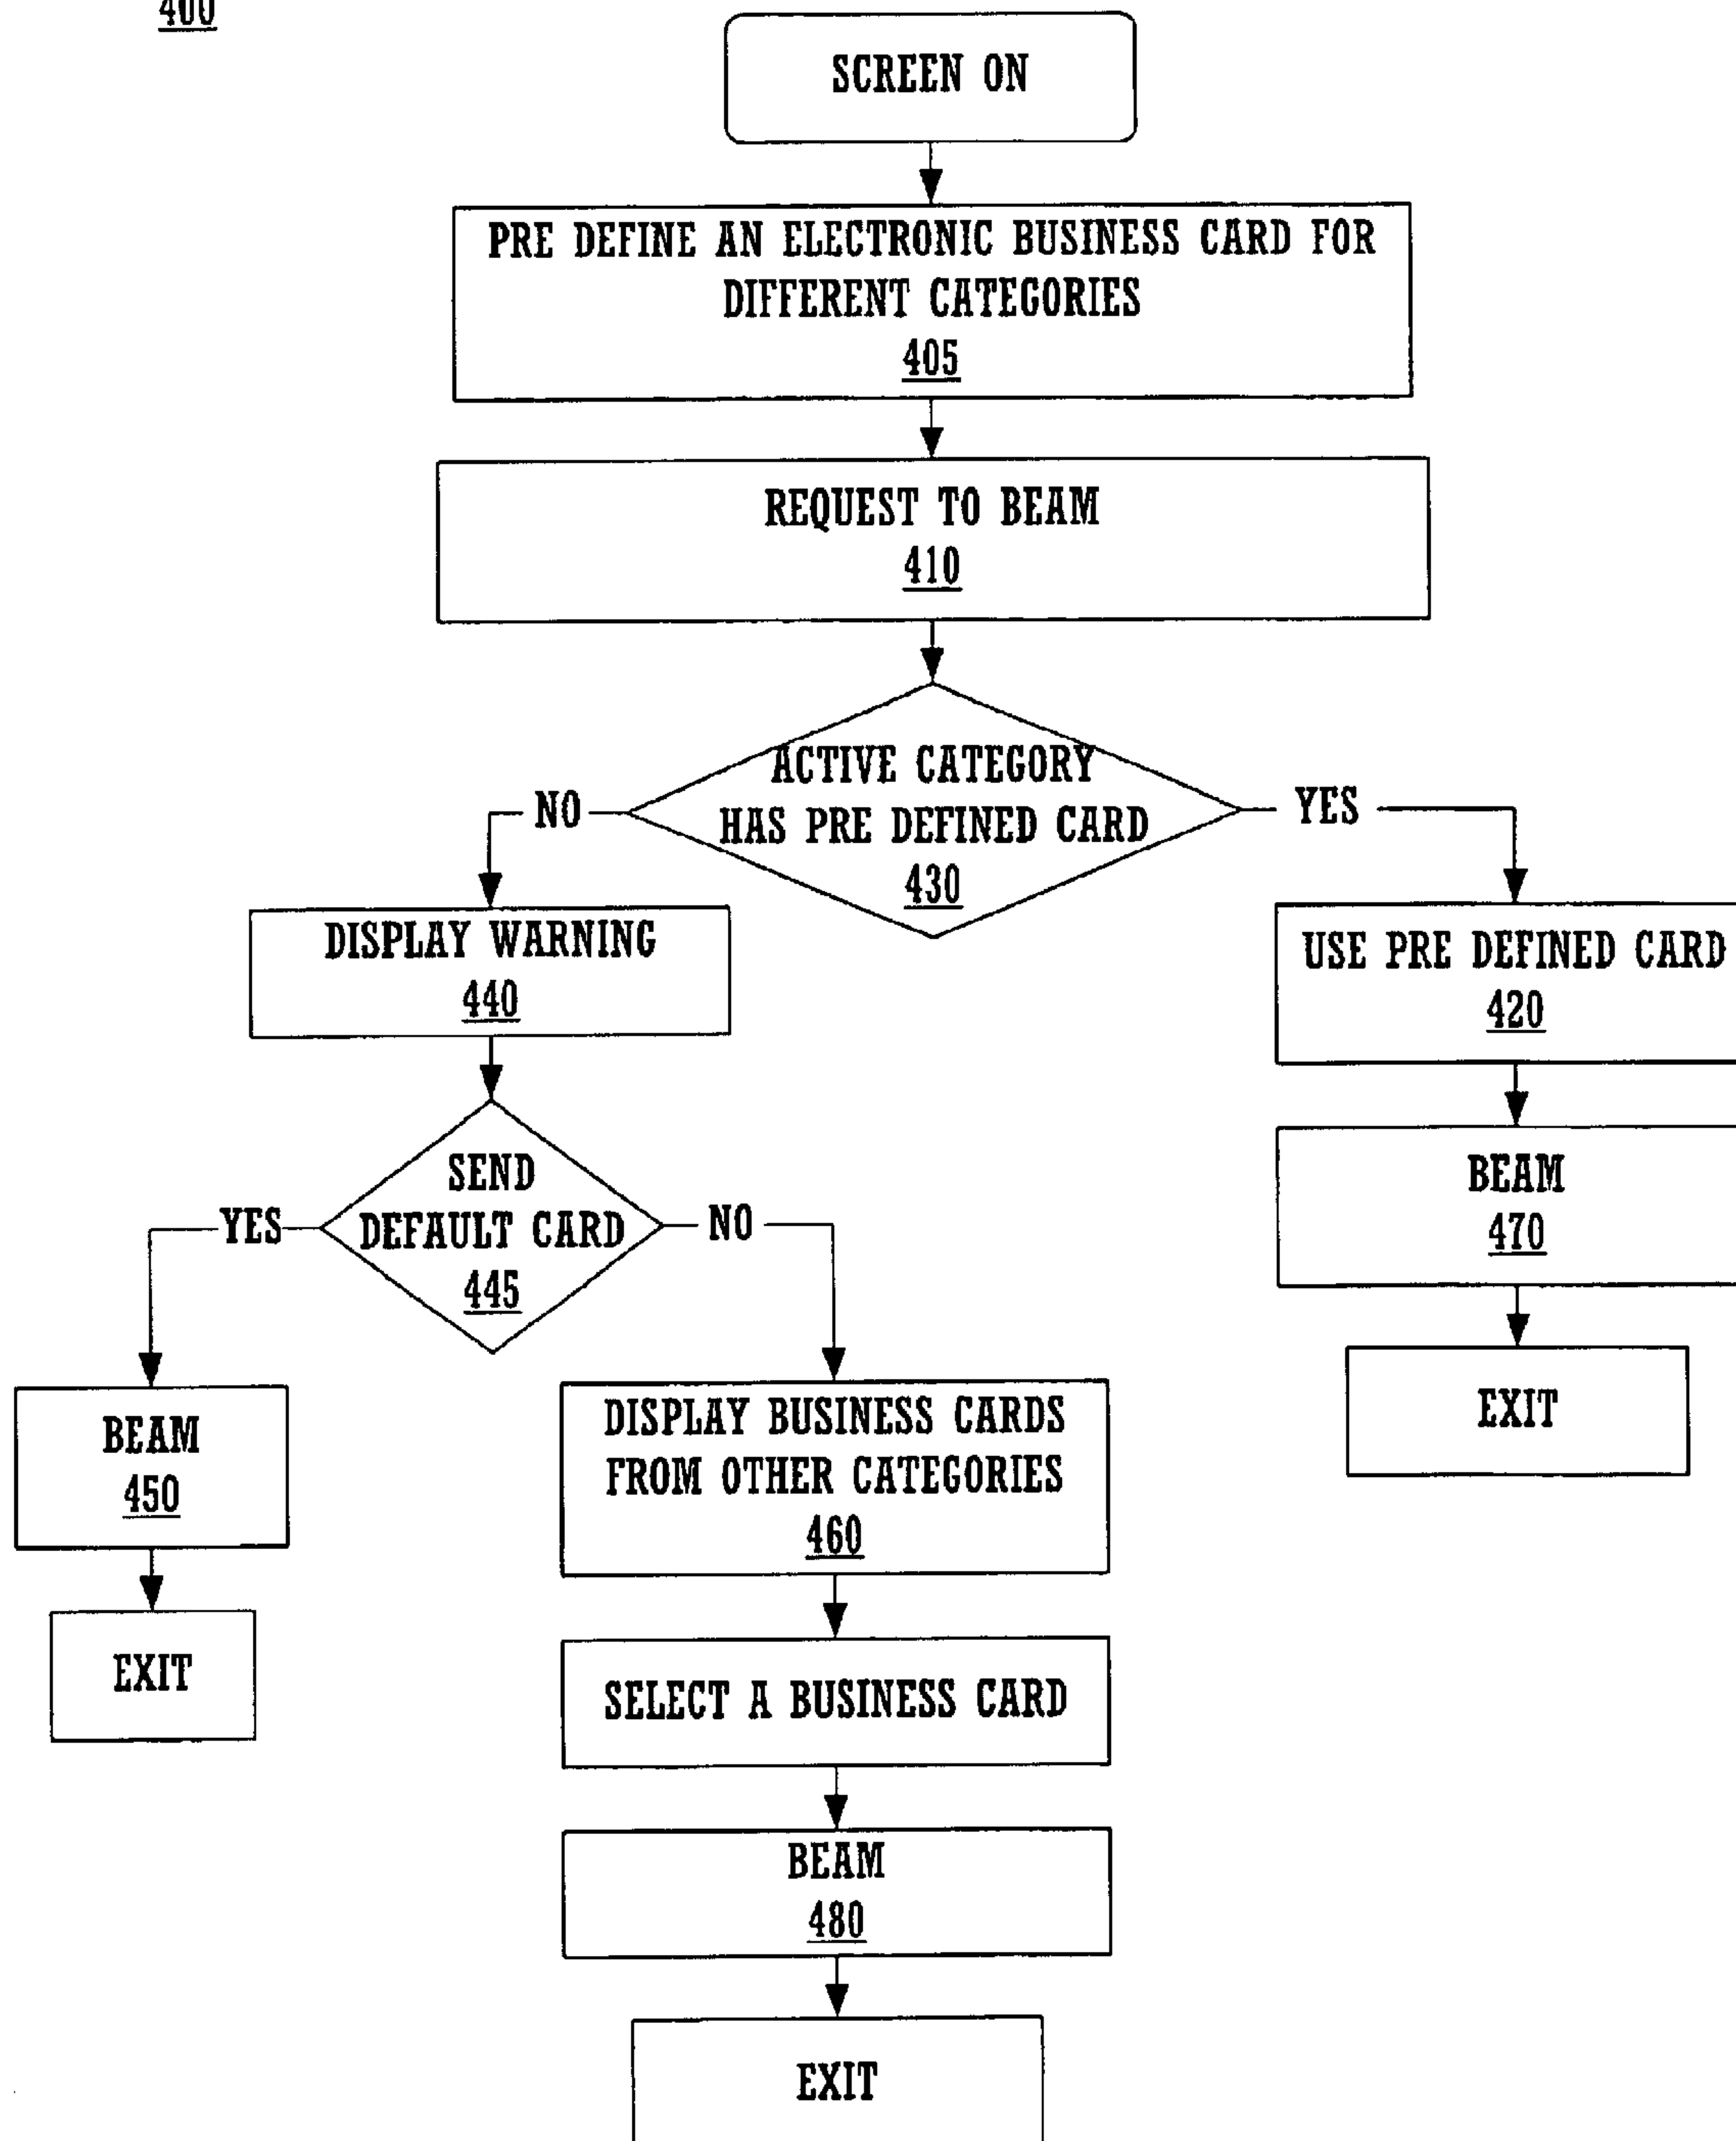 400
SCREEN ON
PRE DEFINE AN ELECTRONIC BUSINESS CARD FOR
DIFFERENT CATEGORIES
405
REQUEST TO BEAM
410
ACTIVE CATEGORY
HAS PRE DEFINED CARD
430
NO
YES
DISPLAY WARNING
440
USE PRE DEFINED CARD
420
SEND
DEFAULT CARD
445
YES
NO
BEAM
470
EXIT
BEAM
450
EXIT
DISPLAY BUSINESS CARDS
FROM OTHER CATEGORIES
460
SELECT A BUSINESS CARD
BEAM
480
EXIT